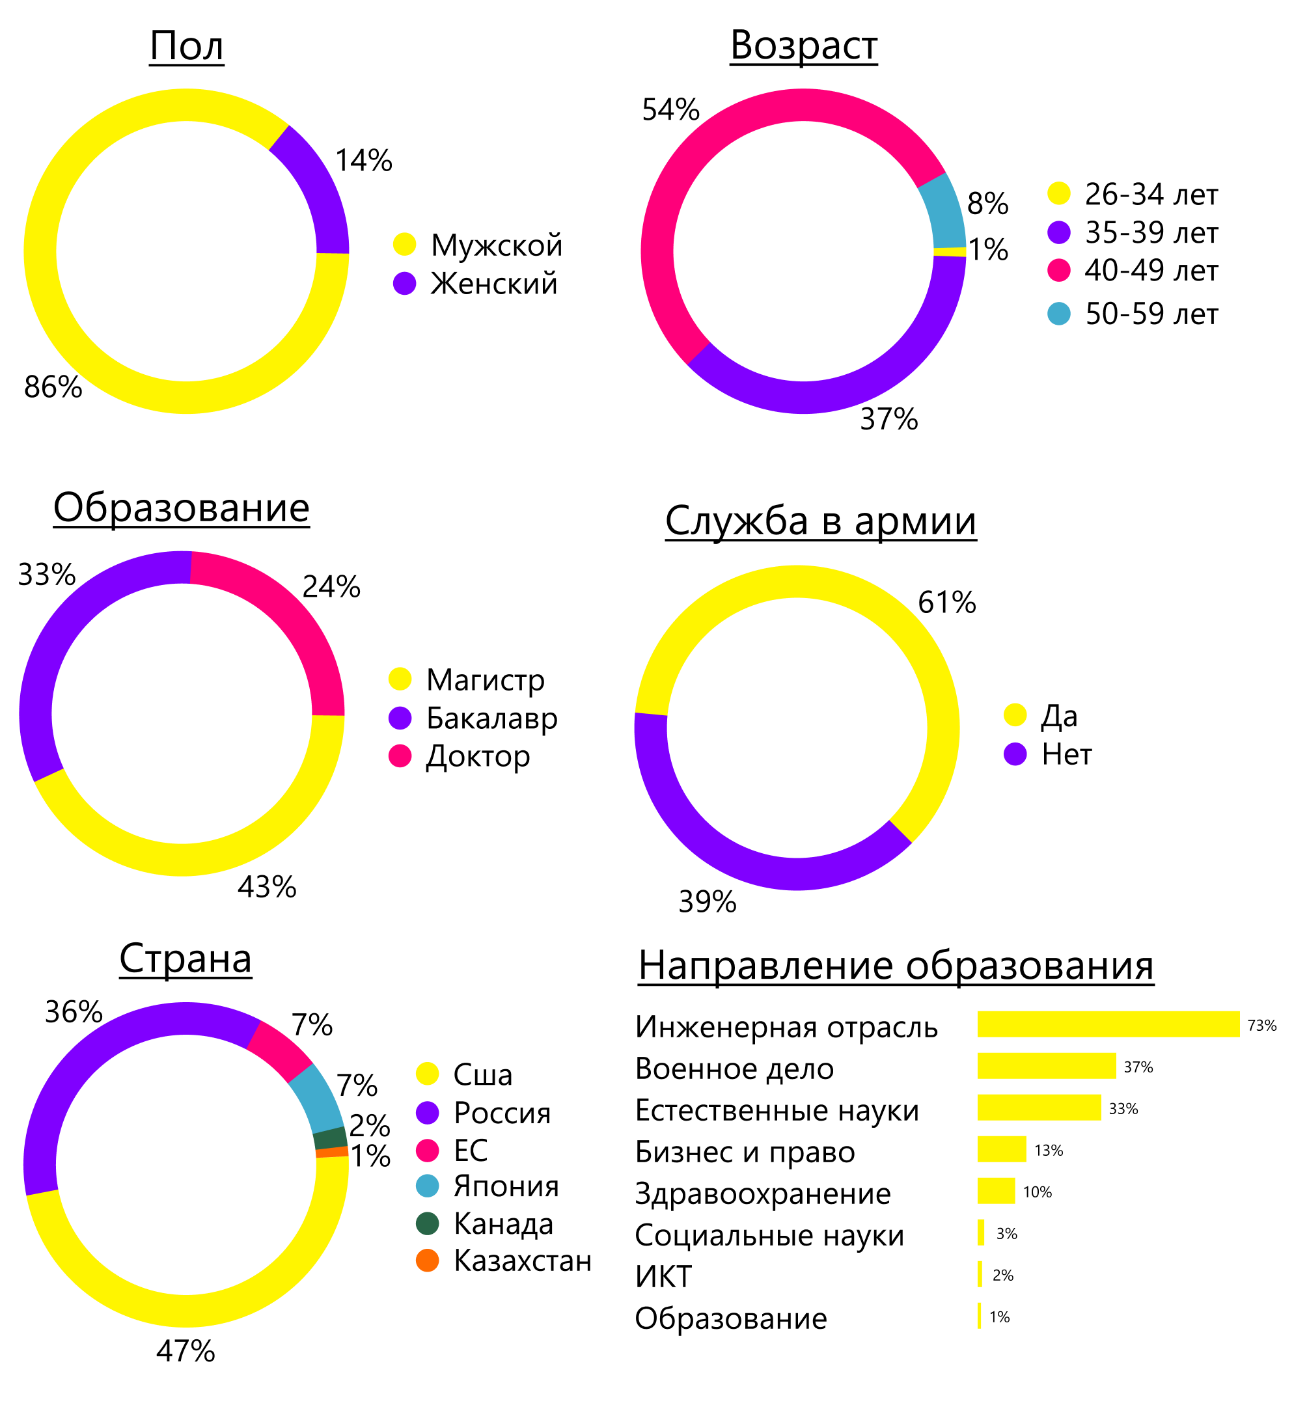 Пол
14%
Мужской
Женский
86%
Возраст
54%
8%
1%
37%
26-34 лет
35-39 лет
40-49 лет
50-59 лет
Образование
33%
24%
Магистр
Бакалавр
Доктор
43%
Служба в армии
61%
Да
Нет
39%
Страна
36%
7%
7%
2%
1%
Сша
Россия
ЕС
Япония
Канада
Казахстан
47%
Направление образования
Инженерная отрасль 73%
Военное дело 37%
Естественные науки 33%
Бизнес и право 13%
Здравоохранение 10%
Социальные науки 3%
ИКТ 2%
Образование 1%